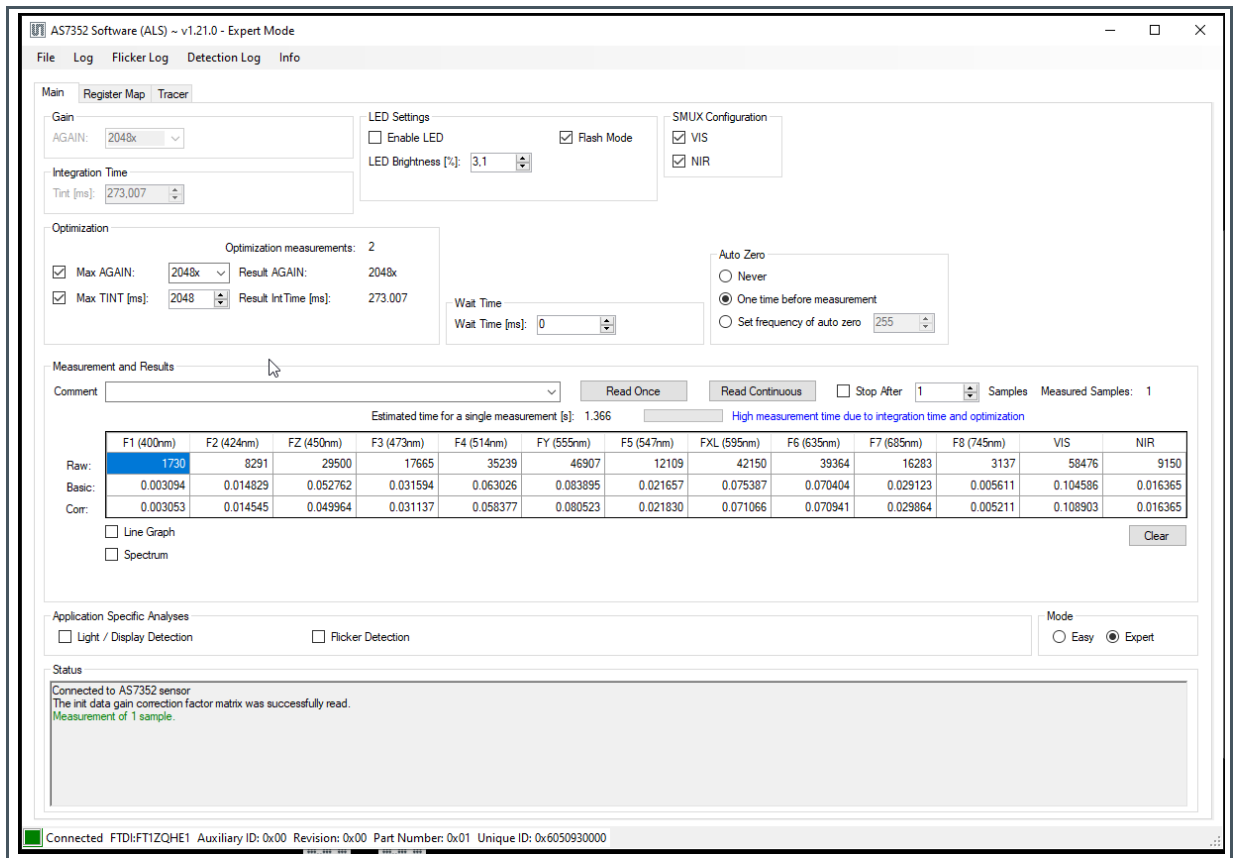 AS7352 Software (ALS) ~ v1.21.0 - Expert Mode
File Log Flicker Log Detection Log Info
Main Register Map Tracer
Gain
AGAIN: 2048x
Integration Time
Tint [ms]: 273,007
LED Settings
Enable LED Flash Mode
LED Brightness [%]: 3,1
SMUX Configuration
VIS
NIR
Optimization
Optimization measurements: 2
Max AGAIN: 2048x Result AGAIN: 2048x
Max TINT [ms]: 2048 Result IntTime [ms]: 273.007
Wait Time
Wait Time [ms]: 0
Auto Zero
Never
One time before measurement
Set frequency of auto zero 255
Measurement and Results
Comment Read Once Read Continuous Stop After 1 Samples Measured Samples: 1
Estimated time for a single measurement [s]: 1.366 High measurement time due to integration time and optimization
F1 (400nm) F2 (424nm) FZ (450nm) F3 (473nm) F4 (514nm) FY (555nm) F5 (547nm) FXL (595nm) F6 (635nm) F7 (685nm) F8 (745nm) VIS NIR
Raw: 1730 8291 29500 17665 35239 46907 12109 42150 39364 16283 3137 58476 9150
Basic: 0.003094 0.014829 0.052762 0.031594 0.063026 0.083895 0.021657 0.075387 0.070404 0.029123 0.005611 0.104586 0.016365
Corr: 0.003053 0.014545 0.049964 0.031137 0.058377 0.080523 0.021830 0.071066 0.070941 0.029864 0.005211 0.108903 0.016365
Line Graph
Clear
Spectrum
Application Specific Analyses
Light / Display Detection Flicker Detection
Mode
Easy Expert
Status
Connected to AS7352 sensor
The init data gain correction factor matrix was successfully read.
Measurement of 1 sample.
Connected FTDI:FT1ZQHE1 Auxiliary ID: 0x00 Revision: 0x00 Part Number: 0x01 Unique ID: 0x6050930000